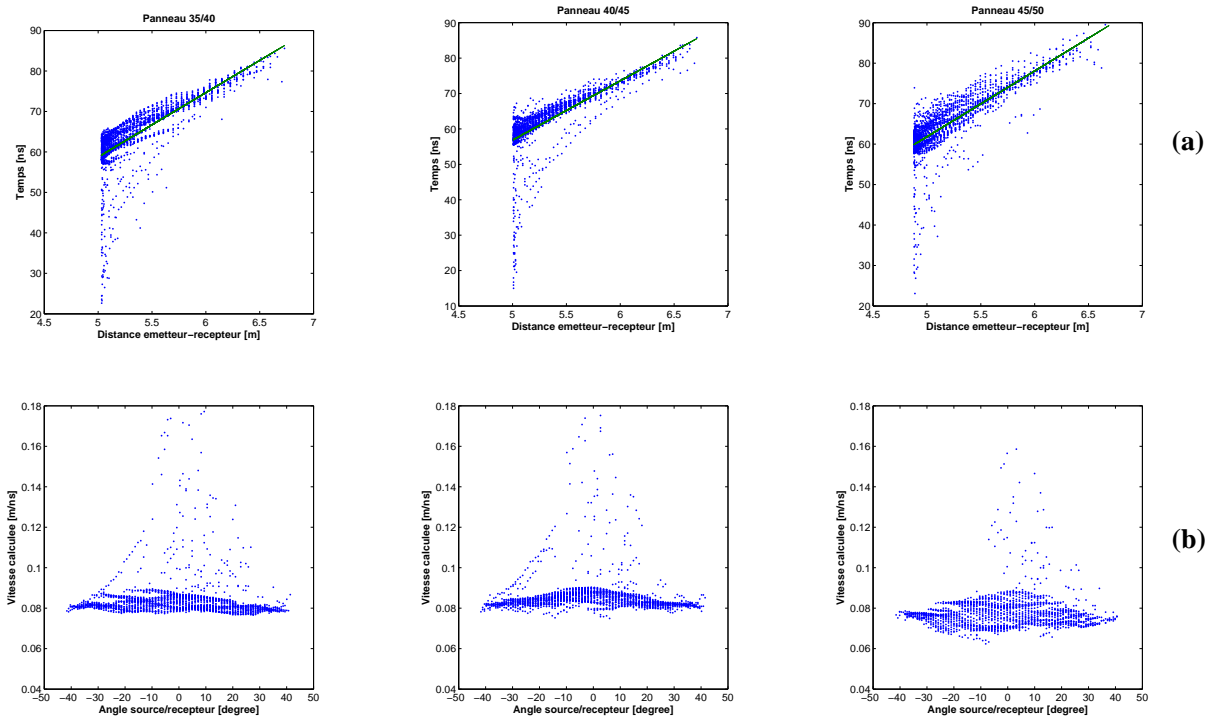 Panneau 35/40
Panneau 40/45
Panneau 45/50
90
80
70
60
50
40
30
20
Temps [ns]
4.5 5 5.5 6 6.5 7
Distance emetteur−recepteur [m]
90
80
70
60
50
40
30
20
10
Temps [ns]
4.5 5 5.5 6 6.5 7
Distance emetteur−recepteur [m]
90
80
70
60
50
40
30
20
Temps [ns]
4.5 5 5.5 6 6.5 7
Distance emetteur−recepteur [m]
(a)
0.18
0.16
0.14
0.12
0.1
0.08
0.06
0.04
Vitesse calculee [m/ns]
−50 −40 −30 −20 −10 0 10 20 30 40 50
Angle source/recepteur [degree]
0.18
0.16
0.14
0.12
0.1
0.08
0.06
0.04
Vitesse calculee [m/ns]
−50 −40 −30 −20 −10 0 10 20 30 40 50
Angle source/recepteur [degree]
0.18
0.16
0.14
0.12
0.1
0.08
0.06
0.04
Vitesse calculee [m/ns]
−50 −40 −30 −20 −10 0 10 20 30 40 50
Angle source/recepteur [degree]
(b)